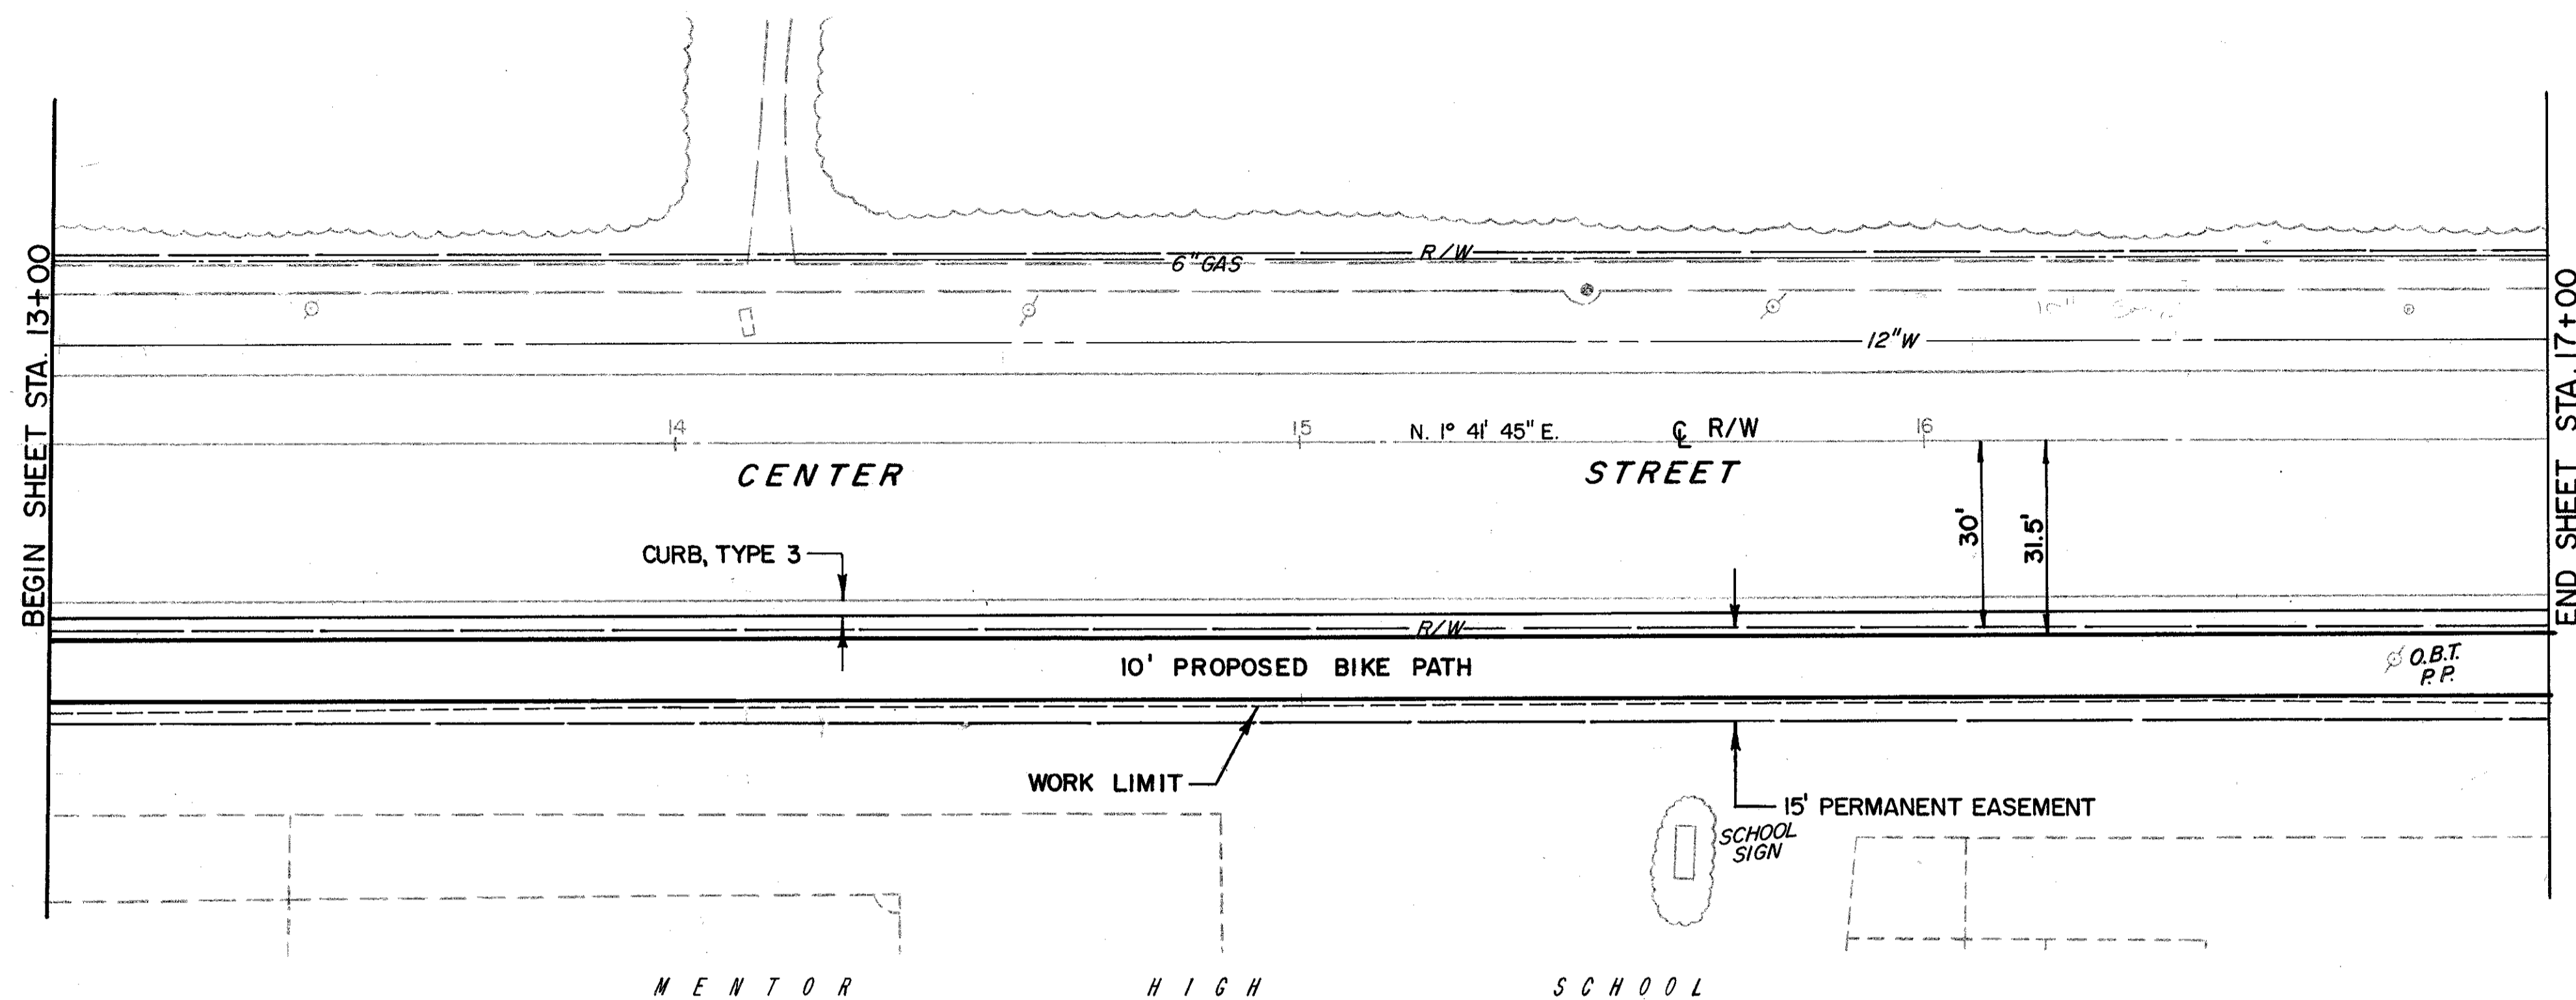 BEGIN SHEET STA. 13+00
R/W
6"GAS
12"W
14
15
N. 1° 41' 45" E.
℄ R/W
16
CENTER STREET
CURB, TYPE 3
30'
31.5'
R/W
10' PROPOSED BIKE PATH
O.B.T.
P.P.
WORK LIMIT
15' PERMANENT EASEMENT
SCHOOL
SIGN
MENTOR HIGH SCHOOL
END SHEET STA. 17+00